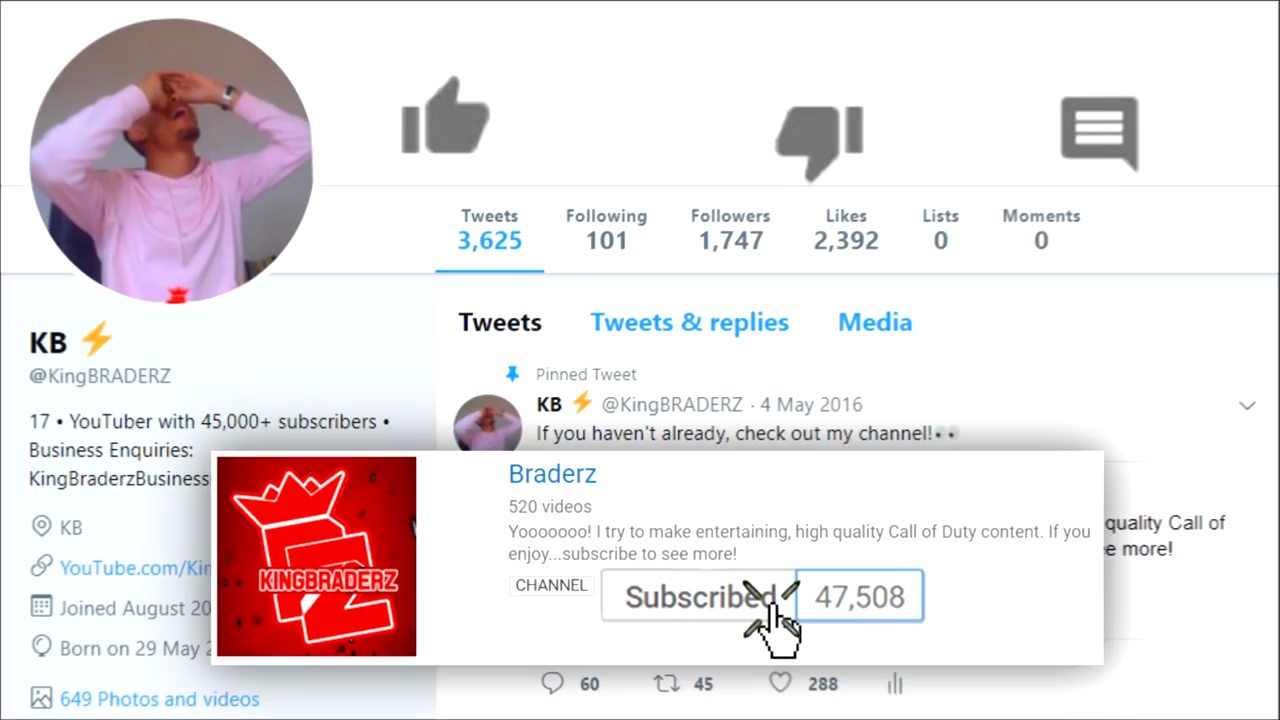 Tweets Following Followers Likes Lists Moments
3,625 101 1,747 2,392 0 0
KB ⚡
@KingBRADERZ
17 • YouTuber with 45,000+ subscribers •
Business Enquiries:
KingBraderzBusiness
KB
YouTube.com/Kin
Joined August 20
Born on 29 May 2
649 Photos and videos
Tweets Tweets & replies Media
Pinned Tweet
KB ⚡ @KingBRADERZ · 4 May 2016
If you haven't already, check out my channel!👀
quality Call of
e more!
KINGBRADERZ
Braderz
520 videos
Yooooooo! I try to make entertaining, high quality Call of Duty content. If you
enjoy...subscribe to see more!
CHANNEL
Subscribed 47,508
60 45 288